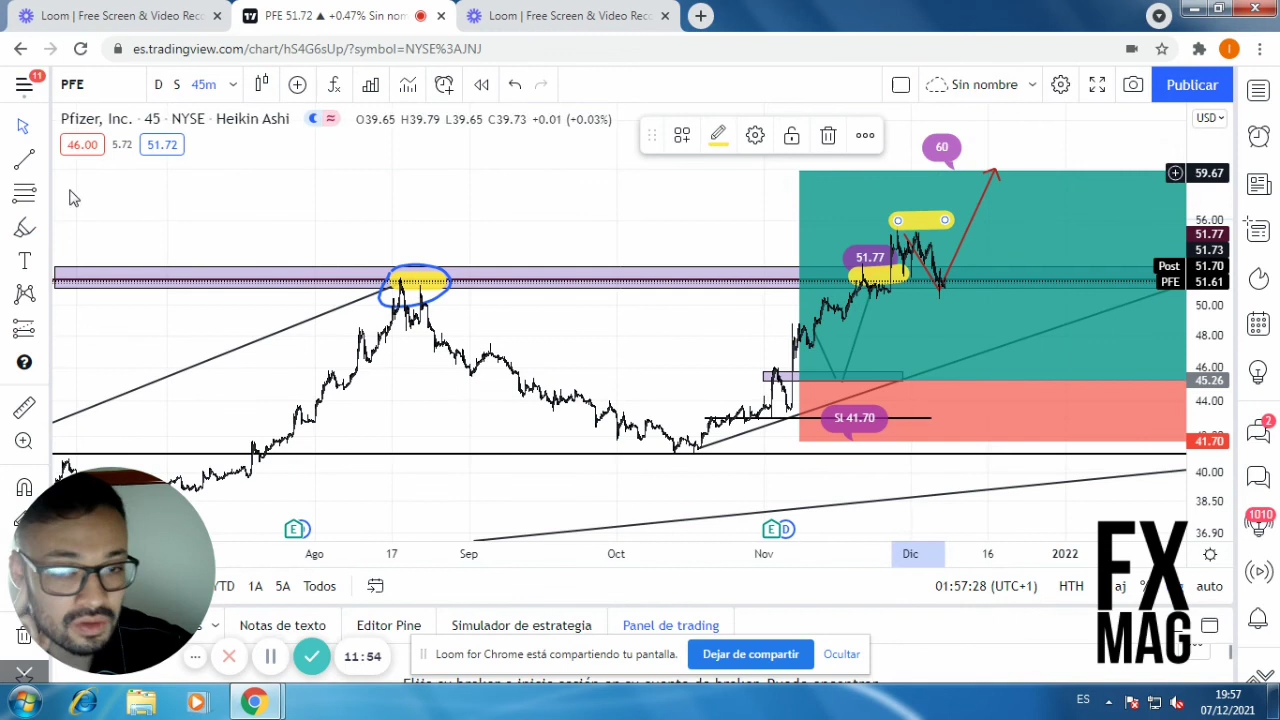 Loom | Free Screen & Video Reco
PFE 51.72 ▲ +0.47% Sin nom
Loom | Free Screen & Video Reco
es.tradingview.com/chart/hS4G6sUp/?symbol=NYSE%3AJNJ
11
PFE
D S 45m
Sin nombre
Publicar
Pfizer, Inc. · 45 · NYSE · Heikin Ashi
O39.65 H39.79 L39.65 C39.73 +0.01 (+0.03%)
USD
46.00 5.72 51.72
60
59.67
56.00
51.77
51.77
51.73
Post 51.70
PFE 51.61
50.00
48.00
46.00
45.26
44.00
Sl 41.70
41.70
40.00
38.50
36.90
E D
E D
Ago 17 Sep Oct Nov Dic 16 2022
2
1010
YTD 1A 5A Todos
01:57:28 (UTC+1) HTH
auto
Notas de texto Editor Pine Simulador de estrategia Panel de trading
11:54
Loom for Chrome está compartiendo tu pantalla. Dejar de compartir Ocultar
FX
MAG
ES
19:57
07/12/2021